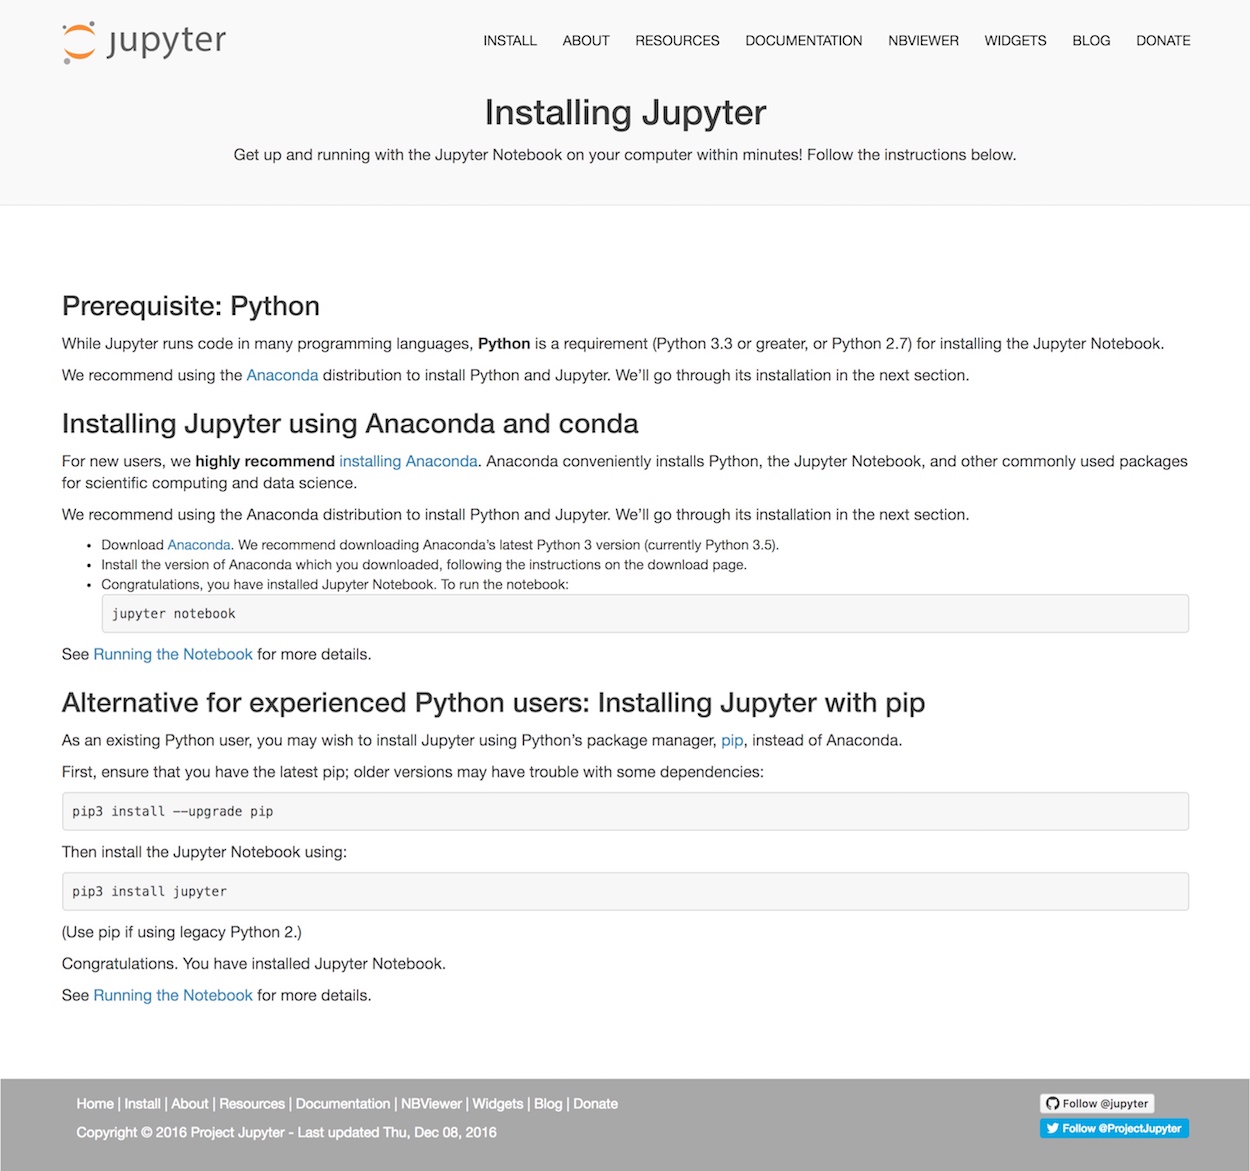 jupyter
INSTALL ABOUT RESOURCES DOCUMENTATION NBVIEWER WIDGETS BLOG DONATE
Installing Jupyter
Get up and running with the Jupyter Notebook on your computer within minutes! Follow the instructions below.
Prerequisite: Python
While Jupyter runs code in many programming languages, Python is a requirement (Python 3.3 or greater, or Python 2.7) for installing the Jupyter Notebook.
We recommend using the Anaconda distribution to install Python and Jupyter. We'll go through its installation in the next section.
Installing Jupyter using Anaconda and conda
For new users, we highly recommend installing Anaconda. Anaconda conveniently installs Python, the Jupyter Notebook, and other commonly used packages
for scientific computing and data science.
We recommend using the Anaconda distribution to install Python and Jupyter. We'll go through its installation in the next section.
• Download Anaconda. We recommend downloading Anaconda's latest Python 3 version (currently Python 3.5).
• Install the version of Anaconda which you downloaded, following the instructions on the download page.
• Congratulations, you have installed Jupyter Notebook. To run the notebook:
jupyter notebook
See Running the Notebook for more details.
Alternative for experienced Python users: Installing Jupyter with pip
As an existing Python user, you may wish to install Jupyter using Python's package manager, pip, instead of Anaconda.
First, ensure that you have the latest pip; older versions may have trouble with some dependencies:
pip3 install --upgrade pip
Then install the Jupyter Notebook using:
pip3 install jupyter
(Use pip if using legacy Python 2.)
Congratulations. You have installed Jupyter Notebook.
See Running the Notebook for more details.
Home | Install | About | Resources | Documentation | NBViewer | Widgets | Blog | Donate
Copyright © 2016 Project Jupyter - Last updated Thu, Dec 08, 2016
Follow @jupyter
Follow @ProjectJupyter